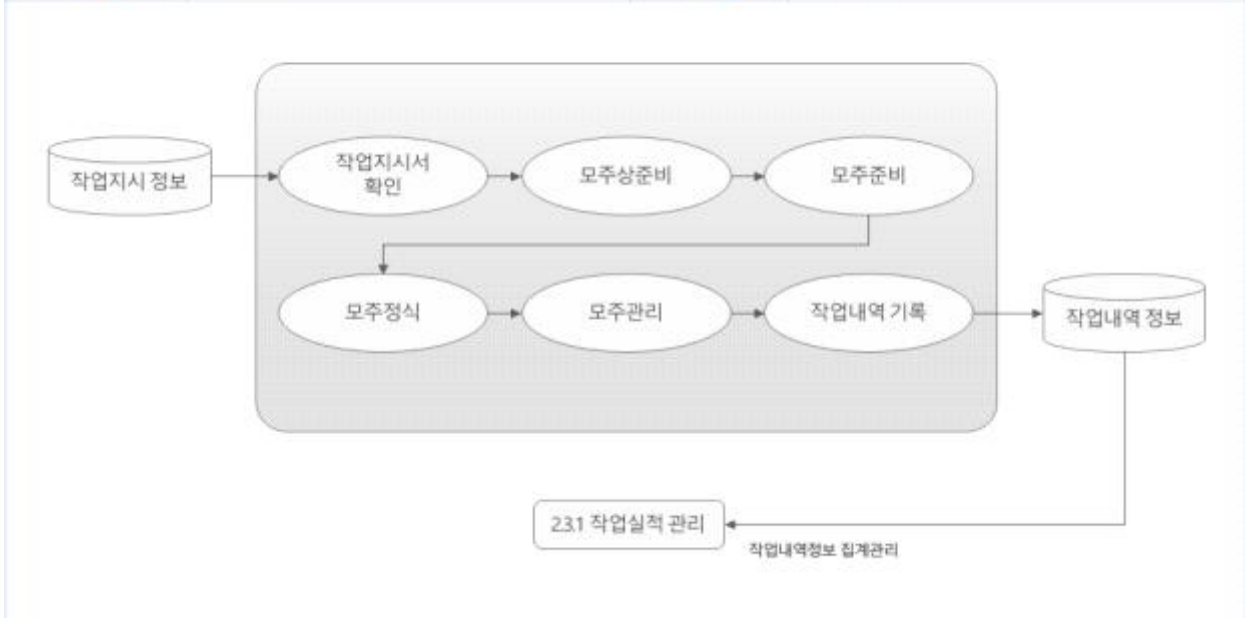 작업지시 정보
작업지시서
확인
모주상준비
모주준비
모주정식
모주관리
작업내역 기록
작업내역 정보
2.3.1 작업실적 관리
작업내역정보 집계관리